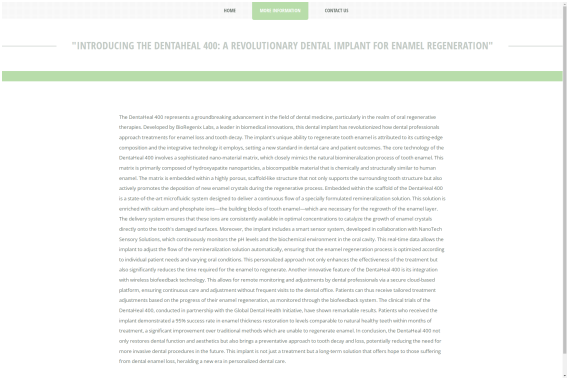 HOME MORE INFORMATION CONTACT US
"INTRODUCING THE DENTAHEAL 400: A REVOLUTIONARY DENTAL IMPLANT FOR ENAMEL REGENERATION"
The DentaHeal 400 represents a groundbreaking advancement in the field of dental medicine, particularly in the realm of oral regenerative
therapies. Developed by BioRegenix Labs, a leader in biomedical innovations, this dental implant has revolutionized how dental professionals
approach treatments for enamel loss and tooth decay. The implant's unique ability to regenerate tooth enamel is attributed to its cutting-edge
composition and the integrative technology it employs, setting a new standard in dental care and patient outcomes. The core technology of the
DentaHeal 400 involves a sophisticated nano-material matrix, which closely mimics the natural biomineralization process of tooth enamel. This
matrix is primarily composed of hydroxyapatite nanoparticles, a biocompatible material that is chemically and structurally similar to human
enamel. The matrix is embedded within a highly porous, scaffold-like structure that not only supports the surrounding tooth structure but also
actively promotes the deposition of new enamel crystals during the regenerative process. Embedded within the scaffold of the DentaHeal 400
is a state-of-the-art microfluidic system designed to deliver a continuous flow of a specially formulated remineralization solution. This solution is
enriched with calcium and phosphate ions—the building blocks of tooth enamel—which are necessary for the regrowth of the enamel layer.
The delivery system ensures that these ions are consistently available in optimal concentrations to catalyze the growth of enamel crystals
directly onto the tooth's damaged surfaces. Moreover, the implant includes a smart sensor system, developed in collaboration with NanoTech
Sensory Solutions, which continuously monitors the pH levels and the biochemical environment in the oral cavity. This real-time data allows the
implant to adjust the flow of the remineralization solution automatically, ensuring that the enamel regeneration process is optimized according
to individual patient needs and varying oral conditions. This personalized approach not only enhances the effectiveness of the treatment but
also significantly reduces the time required for the enamel to regenerate. Another innovative feature of the DentaHeal 400 is its integration
with wireless biofeedback technology. This allows for remote monitoring and adjustments by dental professionals via a secure cloud-based
platform, ensuring continuous care and adjustment without frequent visits to the dental office. Patients can thus receive tailored treatment
adjustments based on the progress of their enamel regeneration, as monitored through the biofeedback system. The clinical trials of the
DentaHeal 400, conducted in partnership with the Global Dental Health Initiative, have shown remarkable results. Patients who received the
implant demonstrated a 95% success rate in enamel thickness restoration to levels comparable to natural healthy teeth within months of
treatment, a significant improvement over traditional methods which are unable to regenerate enamel. In conclusion, the DentaHeal 400 not
only restores dental function and aesthetics but also brings a preventative approach to tooth decay and loss, potentially reducing the need for
more invasive dental procedures in the future. This implant is not just a treatment but a long-term solution that offers hope to those suffering
from dental enamel loss, heralding a new era in personalized dental care.